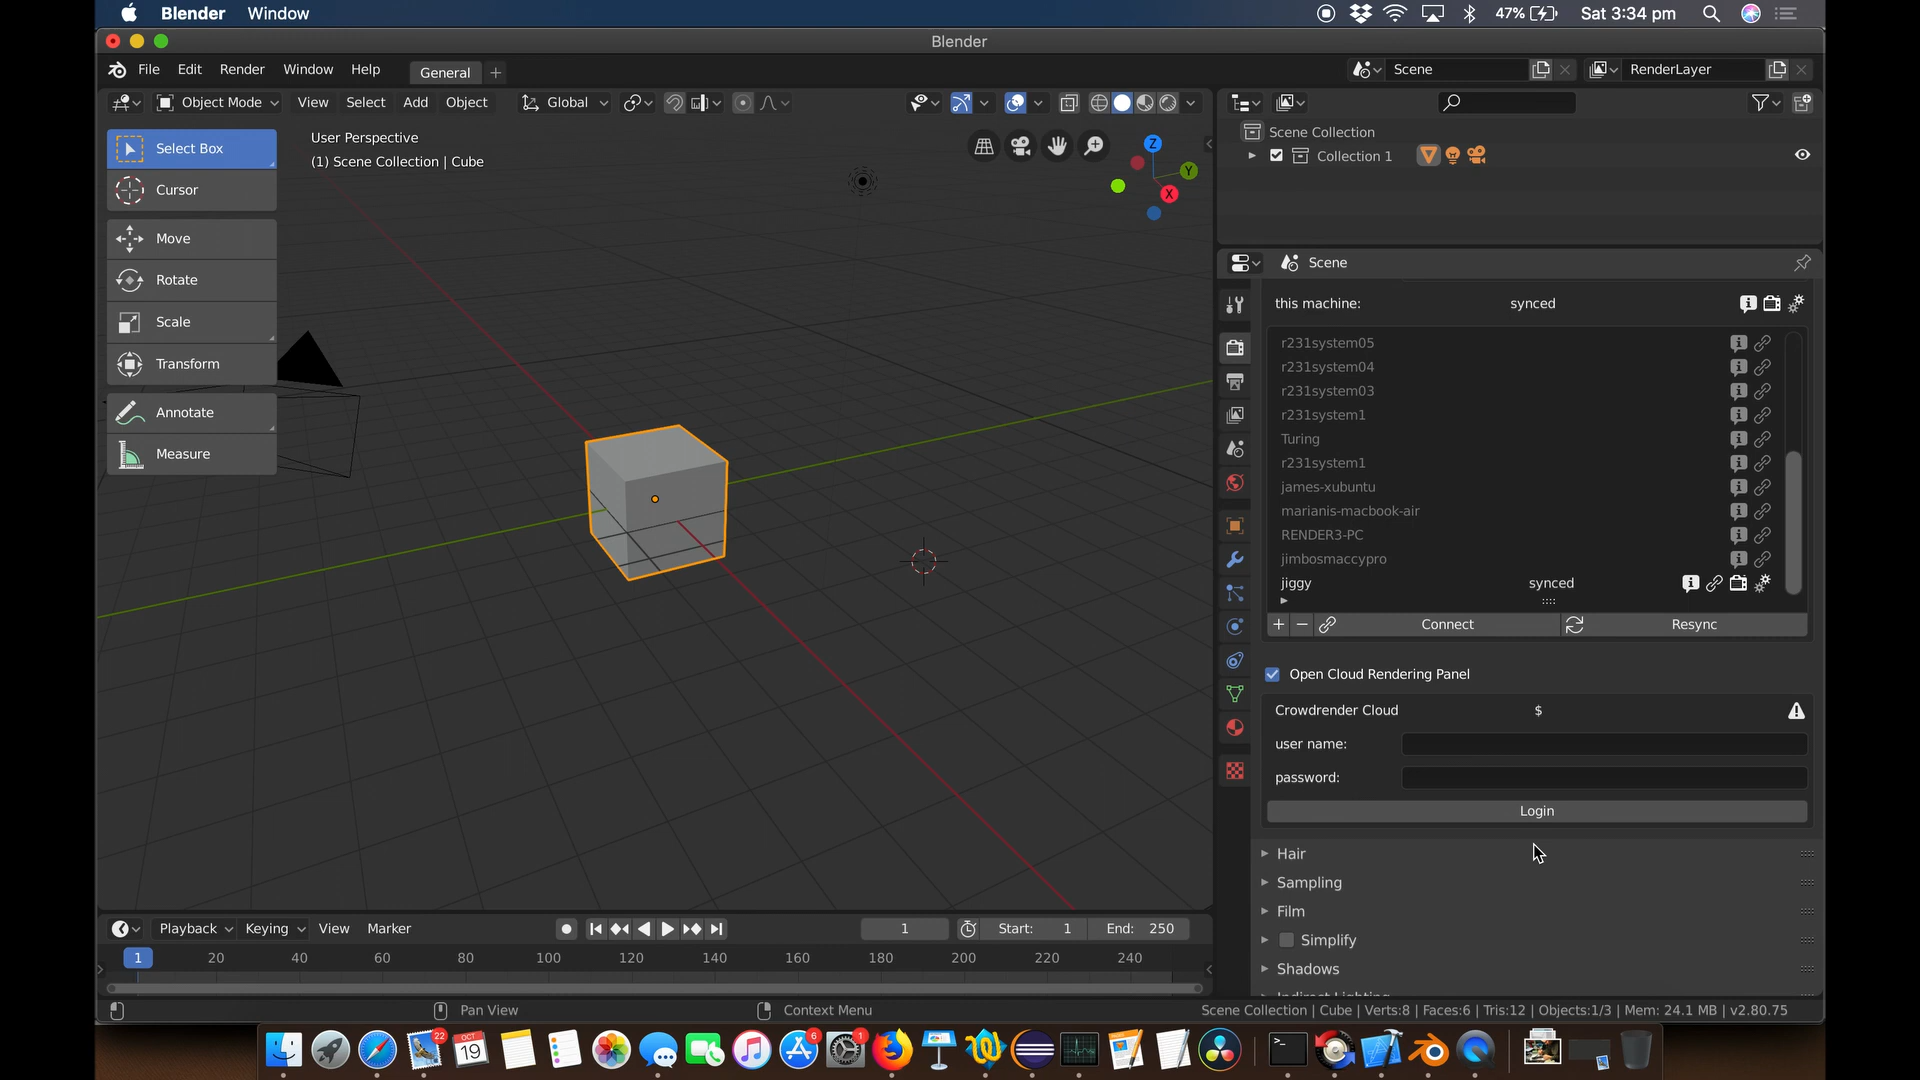 Blender Window 47% Sat 3:34 pm
Blender
File Edit Render Window Help General + Scene RenderLayer
Object Mode View Select Add Object Global
Select Box
Cursor
Move
Rotate
Scale
Transform
Annotate
Measure
User Perspective
(1) Scene Collection | Cube
Z
Y
X
Scene Collection
Collection 1
Scene
this machine: synced
r231system05
r231system04
r231system03
r231system1
Turing
r231system1
james-xubuntu
marianis-macbook-air
RENDER3-PC
jimbosmaccypro
jiggy synced
+ − Connect Resync
Open Cloud Rendering Panel
Crowdrender Cloud $
user name:
password:
Login
Hair
Sampling
Film
Simplify
Shadows
Playback Keying View Marker 1 Start: 1 End: 250
1 20 40 60 80 100 120 140 160 180 200 220 240
Pan View Context Menu Scene Collection | Cube | Verts:8 | Faces:6 | Tris:12 | Objects:1/3 | Mem: 24.1 MB | v2.80.75
22 OCT 19 6 1